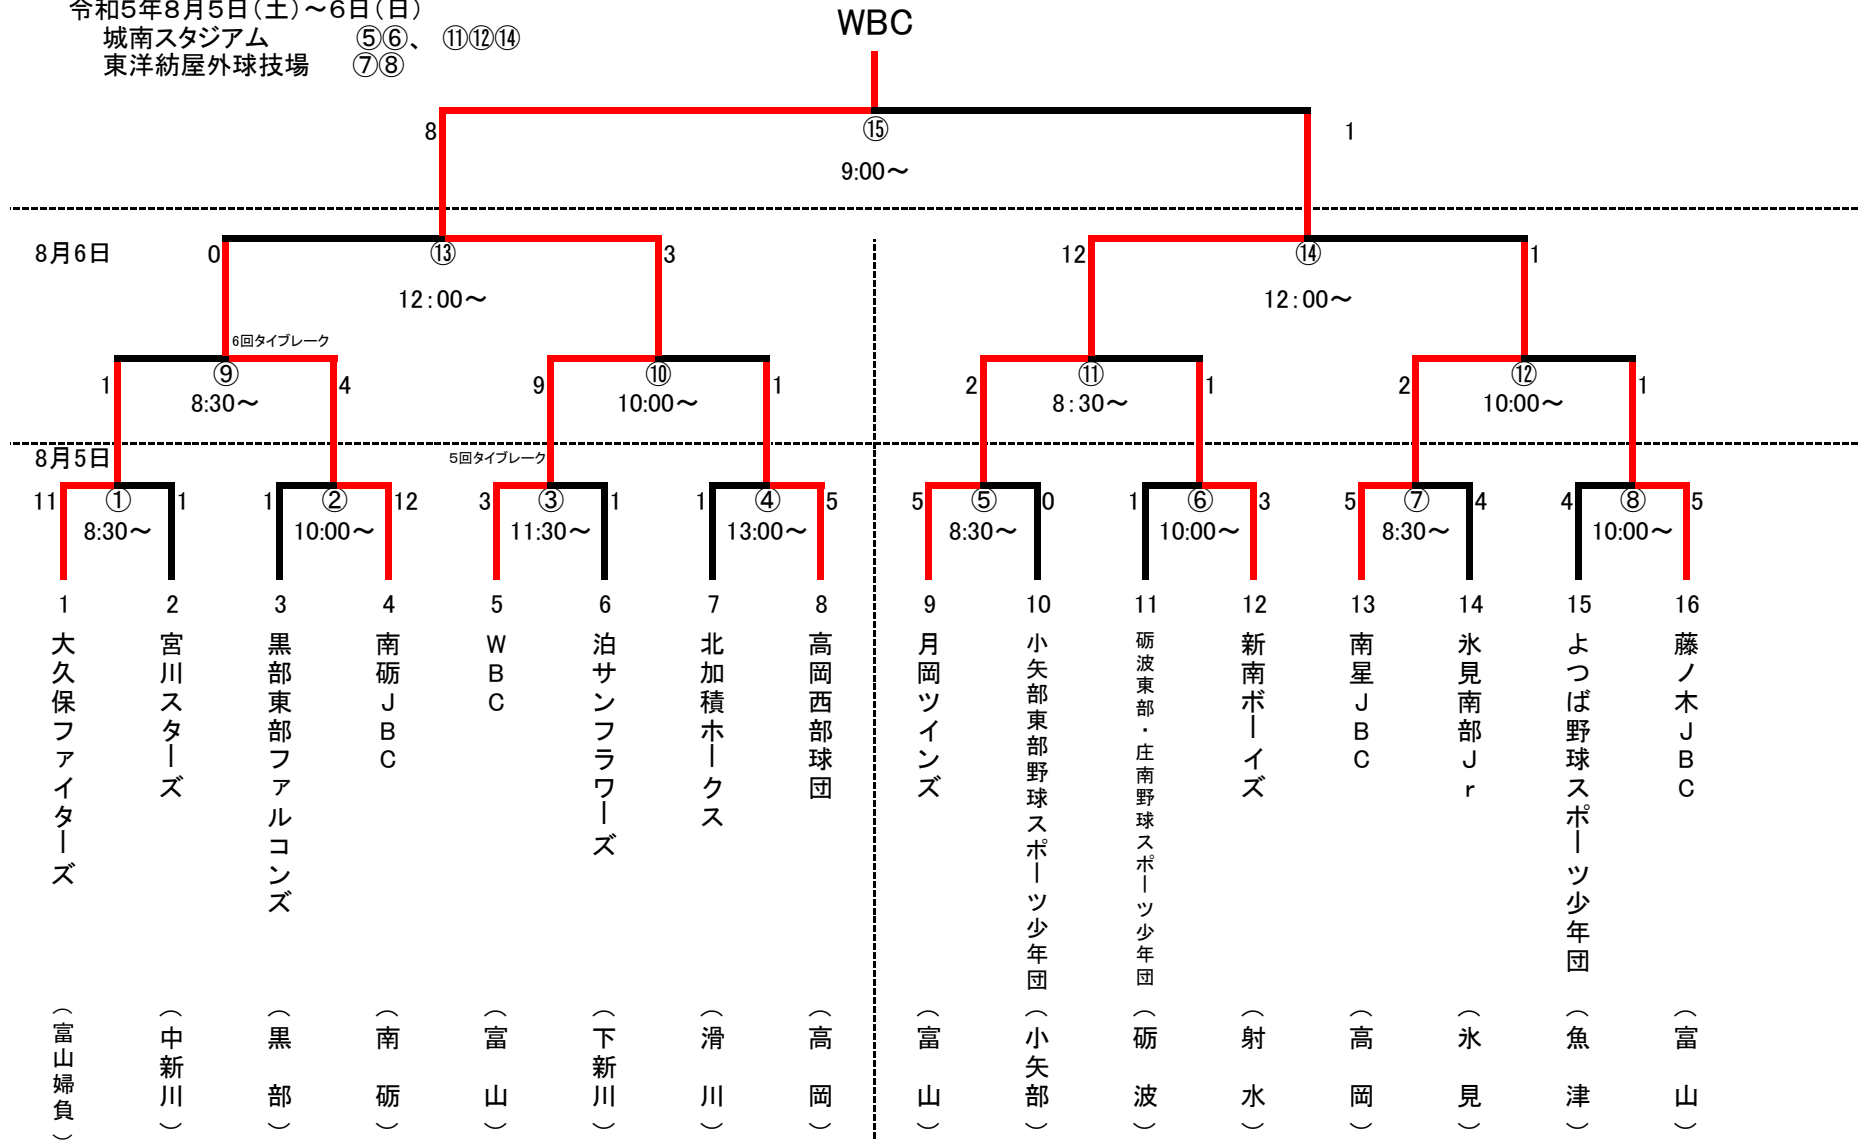 令和5年8月5日(土)～6日(日)
城南スタジアム ⑤⑥、 ⑪⑫⑭
東洋紡屋外球技場 ⑦⑧
WBC
8 ⑮ 1
9:00～
8月6日 0 ⑬ 3 12 ⑭ 1
12:00～ 12:00～
6回タイブレーク
1 ⑨ 4 9 ⑩ 1 2 ⑪ 1 2 ⑫ 1
8:30～ 10:00～ 8:30～ 10:00～
8月5日 5回タイブレーク
11 ① 1 1 ② 12 3 ③ 1 1 ④ 5 5 ⑤ 0 1 ⑥ 3 5 ⑦ 4 4 ⑧ 5
8:30～ 10:00～ 11:30～ 13:00～ 8:30～ 10:00～ 8:30～ 10:00～
1 2 3 4 5 6 7 8 9 10 11 12 13 14 15 16
大久保ファイターズ
宮川スターズ
黒部東部ファルコンズ
南砺JBC
WBC
泊サンフラワーズ
北加積ホークス
高岡西部球団
月岡ツインズ
小矢部東部野球スポーツ少年団
砺波東部・庄南野球スポーツ少年団
新南ボーイズ
南星JBC
氷見南部Jr
よつば野球スポーツ少年団
藤ノ木JBC
(富山婦負)
(中新川)
(黒部)
(南砺)
(富山)
(下新川)
(滑川)
(高岡)
(富山)
(小矢部)
(砺波)
(射水)
(高岡)
(氷見)
(魚津)
(富山)